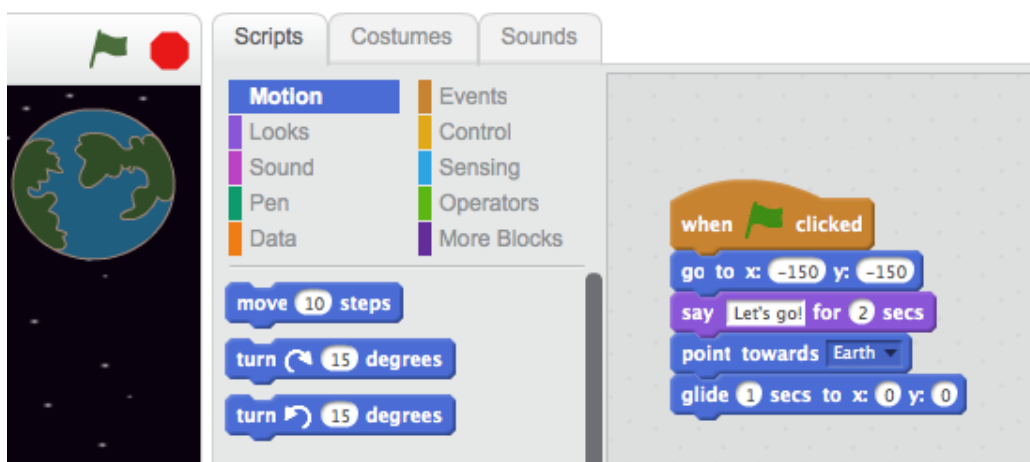 Scripts Costumes Sounds
Motion Events
Looks Control
Sound Sensing
Pen Operators
Data More Blocks
move 10 steps
turn 15 degrees
turn 15 degrees
when clicked
go to x: -150 y: -150
say Let's go! for 2 secs
point towards Earth
glide 1 secs to x: 0 y: 0